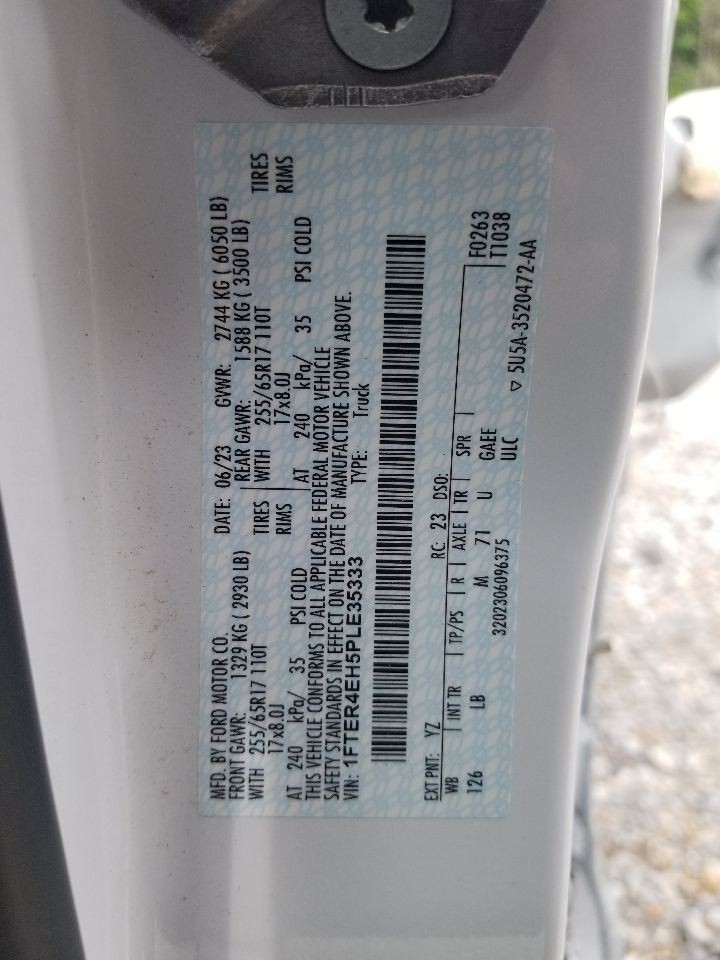 MFD. BY FORD MOTOR CO. DATE: 06/23 GVWR: 2744 KG ( 6050 LB)
FRONT GAWR: 1329 KG ( 2930 LB) REAR GAWR: 1588 KG ( 3500 LB)
WITH 255/65R17 110T TIRES WITH 255/65R17 110T TIRES
17x8.0J RIMS 17x8.0J RIMS
AT 240 kPa/ 35 PSI COLD AT 240 kPa/ 35 PSI COLD
THIS VEHICLE CONFORMS TO ALL APPLICABLE FEDERAL MOTOR VEHICLE
SAFETY STANDARDS IN EFFECT ON THE DATE OF MANUFACTURE SHOWN ABOVE.
VIN: 1FTER4EH5PLE35333 TYPE: Truck
EXT PNT: YZ RC: 23 DSO: F0263
WB INT TR TP/PS R AXLE TR SPR T1038
126 LB M 71 U GAEE
3202306096375 ULC ▽ 5U5A-3520472-AA